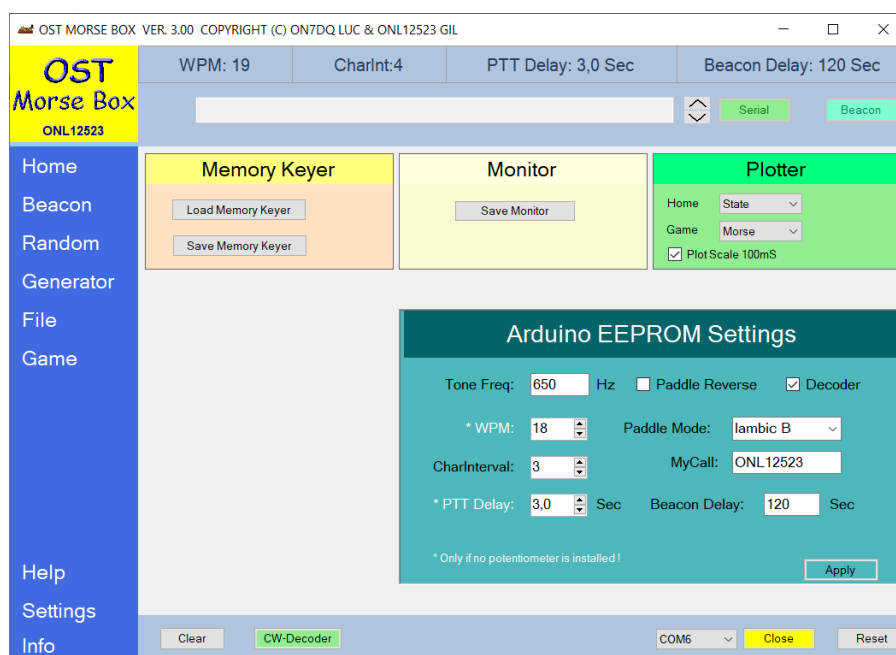 OST MORSE BOX VER. 3.00 COPYRIGHT (C) ON7DQ LUC & ONL12523 GIL
OST
Morse Box
ONL12523
WPM: 19
CharInt:4
PTT Delay: 3,0 Sec
Beacon Delay: 120 Sec
Serial
Beacon
Home
Beacon
Random
Generator
File
Game
Help
Settings
Info
Memory Keyer
Load Memory Keyer
Save Memory Keyer
Monitor
Save Monitor
Plotter
Home State
Game Morse
Plot Scale 100mS
Arduino EEPROM Settings
Tone Freq: 650 Hz Paddle Reverse Decoder
* WPM: 18 Paddle Mode: Iambic B
CharInterval: 3 MyCall: ONL12523
* PTT Delay: 3,0 Sec Beacon Delay: 120 Sec
* Only if no potentiometer is installed !
Apply
Clear
CW-Decoder
COM6
Close
Reset